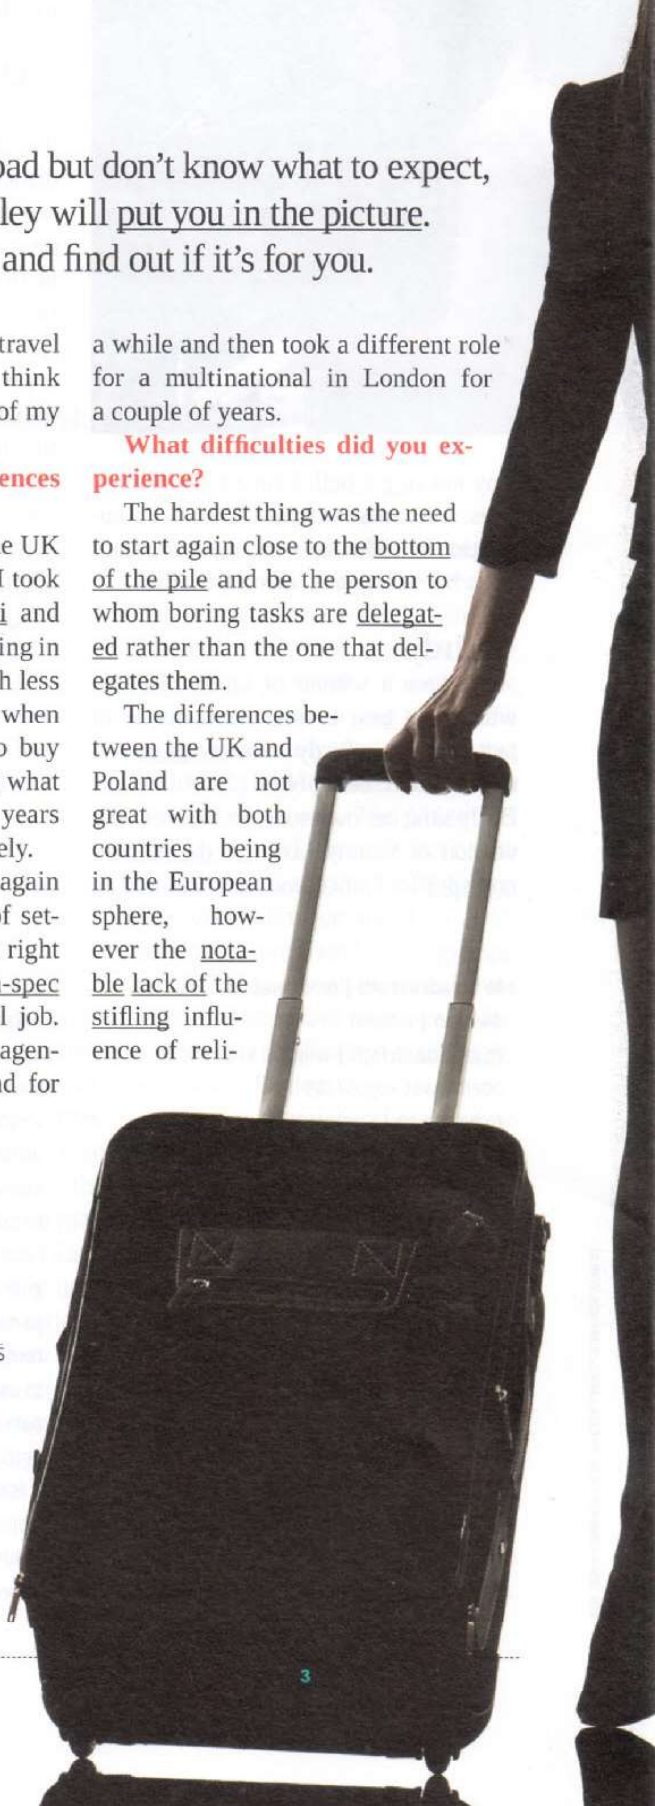 oad but don't know what to expect,
ley will put you in the picture.
and find out if it's for you.
travel
think
of my
ences
e UK
I took
i and
ing in
h less
when
o buy
what
years
ely.
again
of set-
right
-spec
l job.
agen-
nd for
s
a while and then took a different role
for a multinational in London for
a couple of years.
What difficulties did you ex-
perience?
The hardest thing was the need
to start again close to the bottom
of the pile and be the person to
whom boring tasks are delegat-
ed rather than the one that del-
egates them.
The differences be-
tween the UK and
Poland are not
great with both
countries being
in the European
sphere, how-
ever the nota-
ble lack of the
stifling influ-
ence of reli-
3